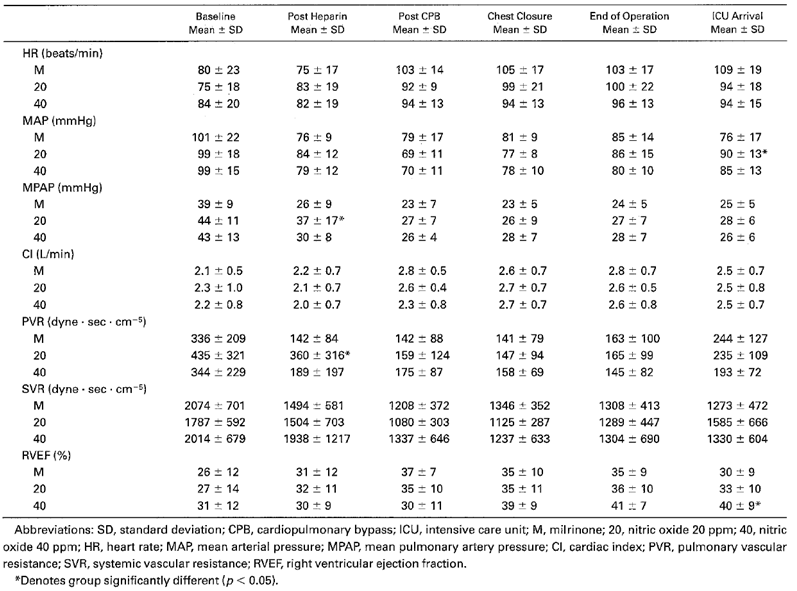 Baseline Post Heparin Post CPB Chest Closure End of Operation ICU Arrival
Mean ± SD Mean ± SD Mean ± SD Mean ± SD Mean ± SD Mean ± SD
HR (beats/min)
M 80 ± 23 75 ± 17 103 ± 14 105 ± 17 103 ± 17 109 ± 19
20 75 ± 18 83 ± 19 92 ± 9 99 ± 21 100 ± 22 94 ± 18
40 84 ± 20 82 ± 19 94 ± 13 94 ± 13 96 ± 13 94 ± 15
MAP (mmHg)
M 101 ± 22 76 ± 9 79 ± 17 81 ± 9 85 ± 14 76 ± 17
20 99 ± 18 84 ± 12 69 ± 11 77 ± 8 86 ± 15 90 ± 13*
40 99 ± 15 79 ± 12 70 ± 11 78 ± 10 80 ± 10 85 ± 13
MPAP (mmHg)
M 39 ± 9 26 ± 9 23 ± 7 23 ± 5 24 ± 5 25 ± 5
20 44 ± 11 37 ± 17* 27 ± 7 26 ± 9 27 ± 7 28 ± 6
40 43 ± 13 30 ± 8 26 ± 4 28 ± 7 28 ± 7 26 ± 6
CI (L/min)
M 2.1 ± 0.5 2.2 ± 0.7 2.8 ± 0.5 2.6 ± 0.7 2.8 ± 0.7 2.5 ± 0.7
20 2.3 ± 1.0 2.1 ± 0.7 2.6 ± 0.4 2.7 ± 0.7 2.6 ± 0.5 2.5 ± 0.8
40 2.2 ± 0.8 2.0 ± 0.7 2.3 ± 0.8 2.7 ± 0.7 2.6 ± 0.8 2.5 ± 0.7
PVR (dyne · sec · cm⁻⁵)
M 336 ± 209 142 ± 84 142 ± 88 141 ± 79 163 ± 100 244 ± 127
20 435 ± 321 360 ± 316* 159 ± 124 147 ± 94 165 ± 99 235 ± 109
40 344 ± 229 189 ± 197 175 ± 87 158 ± 69 145 ± 82 193 ± 72
SVR (dyne · sec · cm⁻⁵)
M 2074 ± 701 1494 ± 581 1208 ± 372 1346 ± 352 1308 ± 413 1273 ± 472
20 1787 ± 592 1504 ± 703 1080 ± 303 1125 ± 287 1289 ± 447 1585 ± 666
40 2014 ± 679 1938 ± 1217 1337 ± 646 1237 ± 633 1304 ± 690 1330 ± 604
RVEF (%)
M 26 ± 12 31 ± 12 37 ± 7 35 ± 10 35 ± 9 30 ± 9
20 27 ± 14 32 ± 11 35 ± 10 35 ± 11 36 ± 10 33 ± 10
40 31 ± 12 30 ± 9 30 ± 11 39 ± 9 41 ± 7 40 ± 9*
Abbreviations: SD, standard deviation; CPB, cardiopulmonary bypass; ICU, intensive care unit; M, milrinone; 20, nitric oxide 20 ppm; 40, nitric
oxide 40 ppm; HR, heart rate; MAP, mean arterial pressure; MPAP, mean pulmonary artery pressure; CI, cardiac index; PVR, pulmonary vascular
resistance; SVR, systemic vascular resistance; RVEF, right ventricular ejection fraction.
*Denotes group significantly different (p < 0.05).